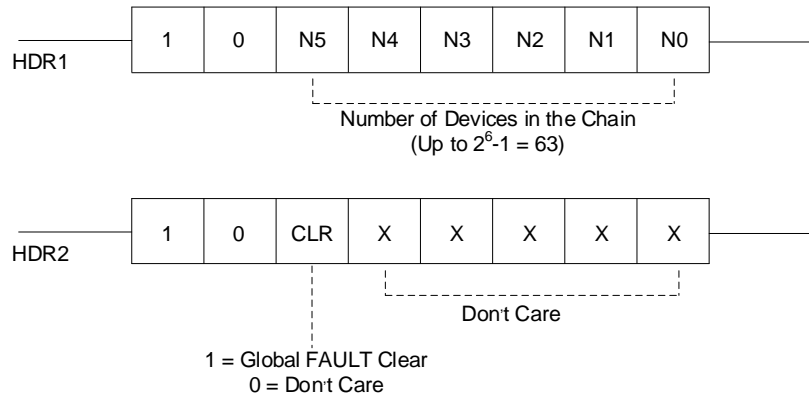 HDR1
1 0 N5 N4 N3 N2 N1 N0
Number of Devices in the Chain
(Up to 2⁶-1 = 63)
HDR2
1 0 CLR X X X X X
Don't Care
1 = Global FAULT Clear
0 = Don't Care